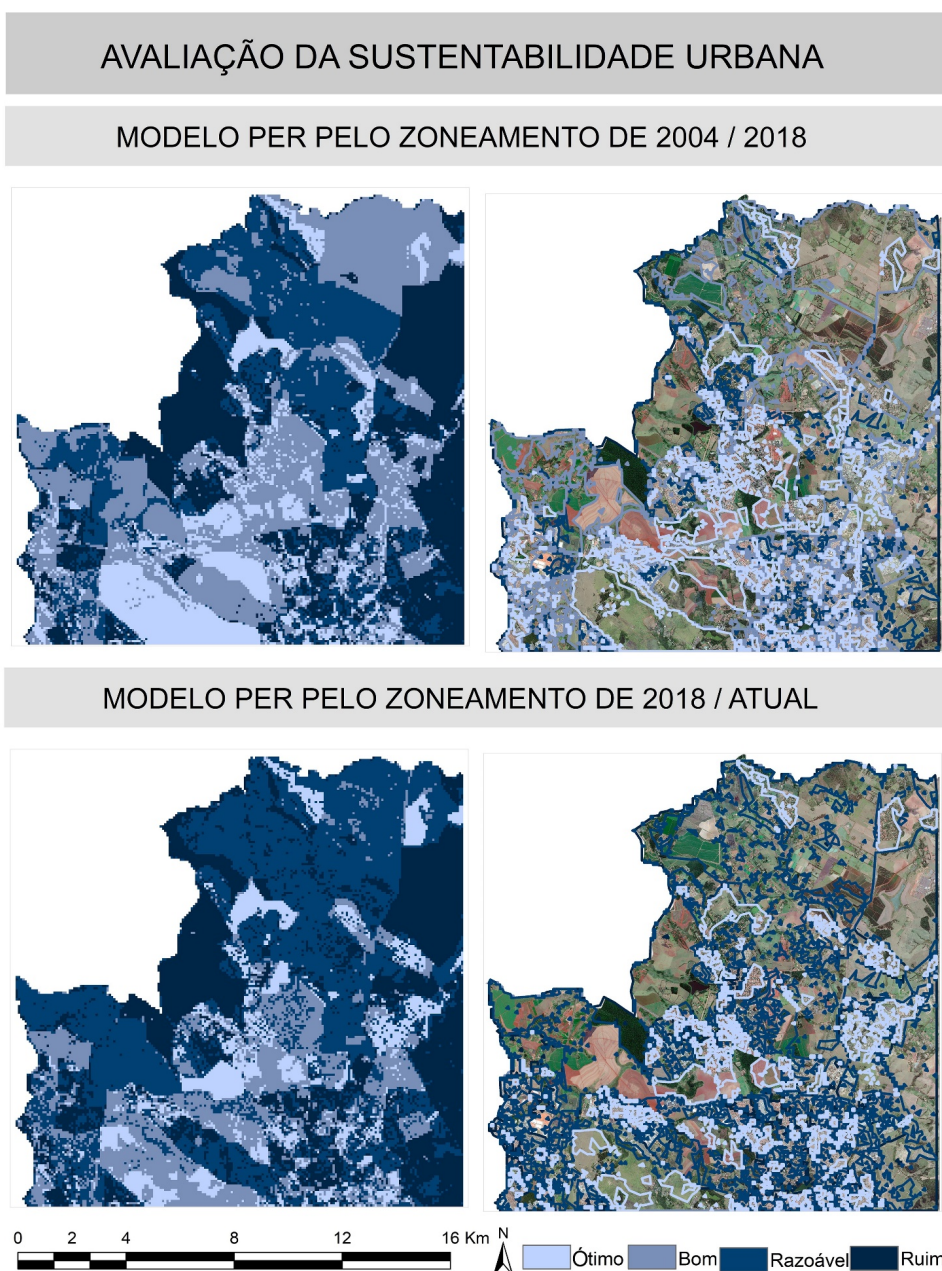 AVALIAÇÃO DA SUSTENTABILIDADE URBANA
MODELO PER PELO ZONEAMENTO DE 2004 / 2018
MODELO PER PELO ZONEAMENTO DE 2018 / ATUAL
0 2 4 8 12 16 Km N
Ótimo Bom Razoável Ruim